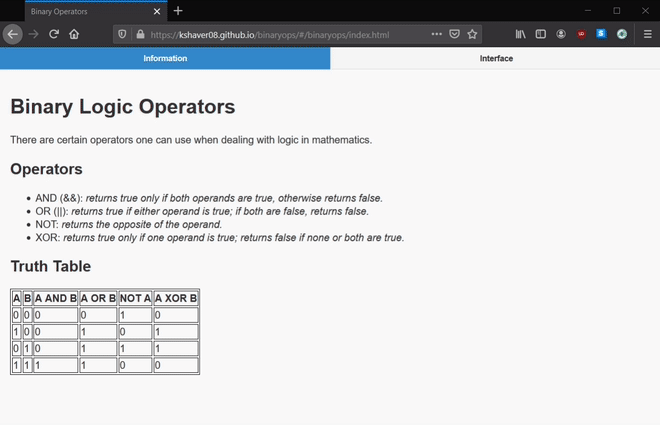 Binary Operators
https://kshaver08.github.io/binaryops/#/binaryops/index.html
Information Interface
Binary Logic Operators
There are certain operators one can use when dealing with logic in mathematics.
Operators
• AND (&&): returns true only if both operands are true, otherwise returns false.
• OR (||): returns true if either operand is true; if both are false, returns false.
• NOT: returns the opposite of the operand.
• XOR: returns true only if one operand is true; returns false if none or both are true.
Truth Table
A B A AND B A OR B NOT A A XOR B
0 0 0 0 1 0
1 0 0 1 0 1
0 1 0 1 1 1
1 1 1 1 0 0